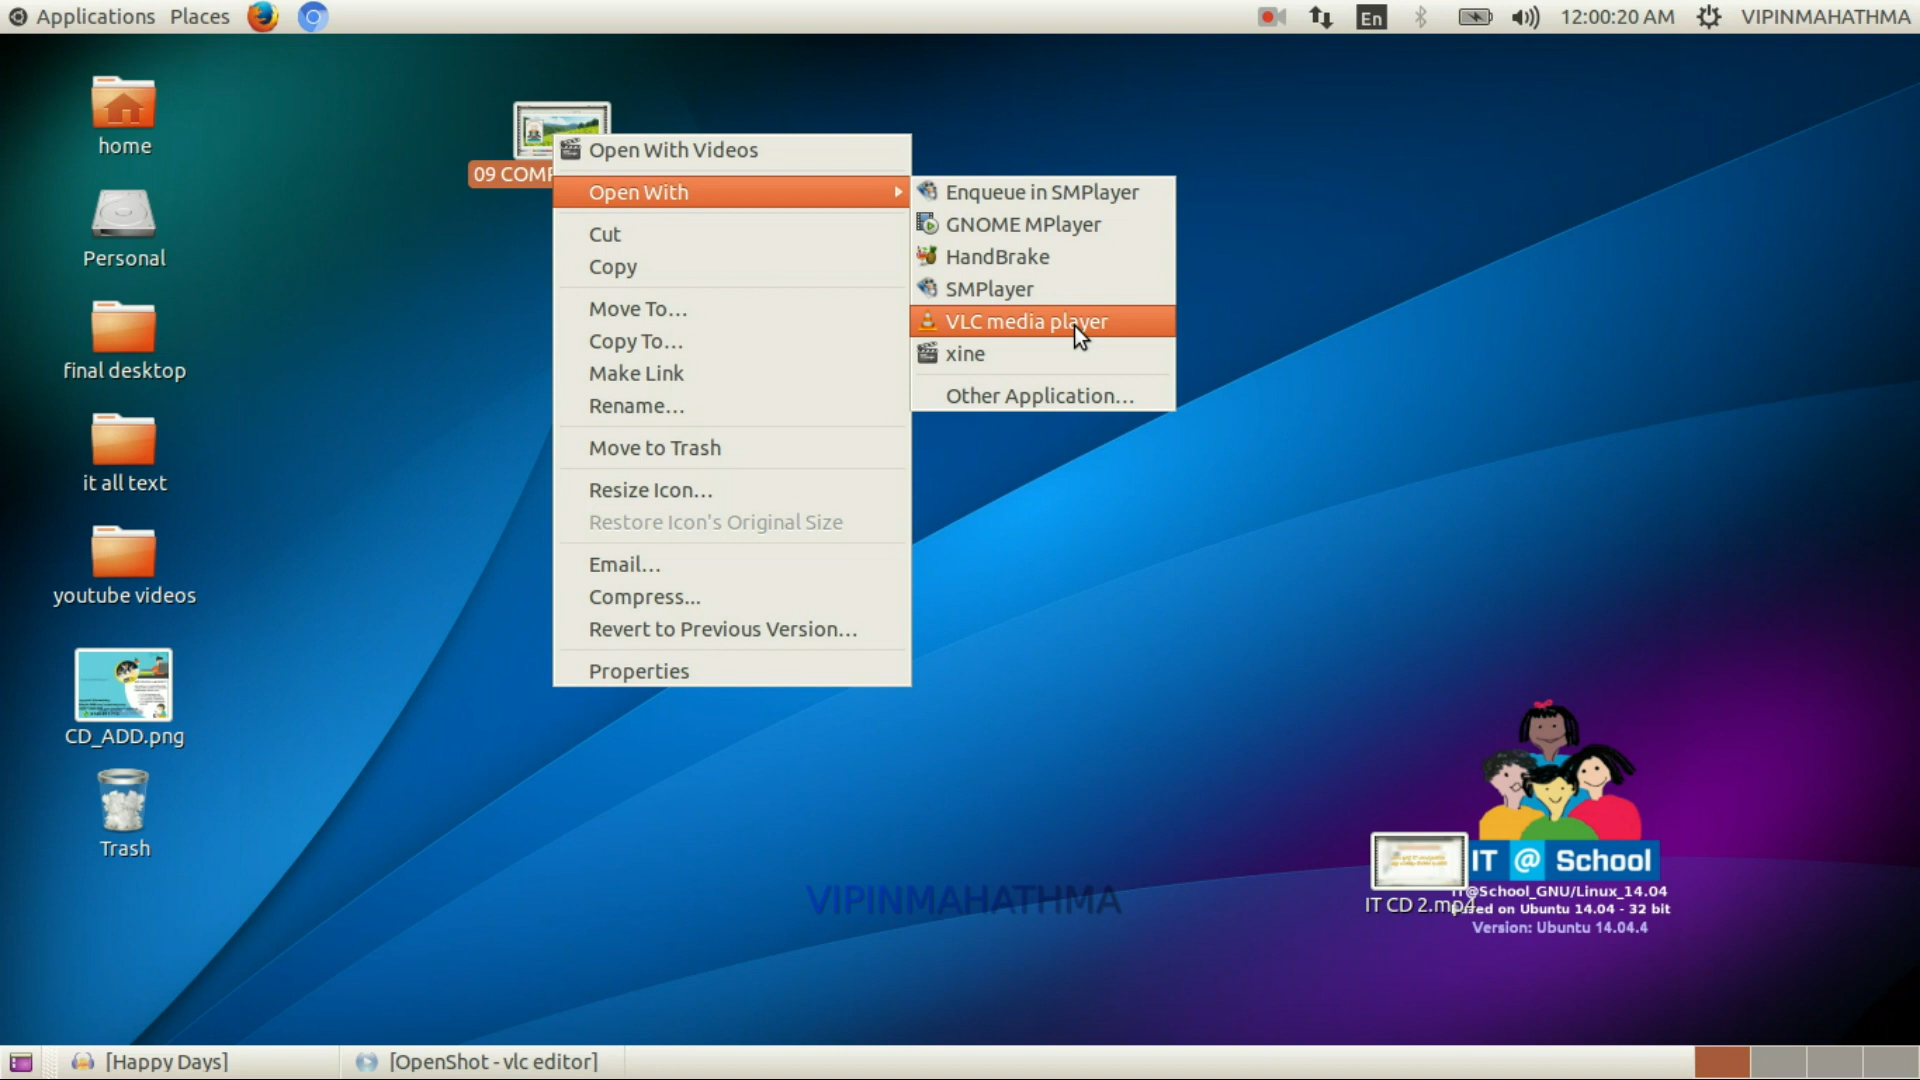 Applications Places
En 12:00:20 AM VIPINMAHATHMA
home
Personal
final desktop
it all text
youtube videos
CD_ADD.png
Trash
09 COMP
Open With Videos
Open With
Cut
Copy
Move To...
Copy To...
Make Link
Rename...
Move to Trash
Resize Icon...
Restore Icon's Original Size
Email...
Compress...
Revert to Previous Version...
Properties
Enqueue in SMPlayer
GNOME MPlayer
HandBrake
SMPlayer
VLC media player
xine
Other Application...
VIPINMAHATHMA
IT @ School
IT@School_GNU/Linux_14.04
IT CD 2.mp4
on Ubuntu 14.04 - 32 bit
Version: Ubuntu 14.04.4
[Happy Days]
[OpenShot - vlc editor]